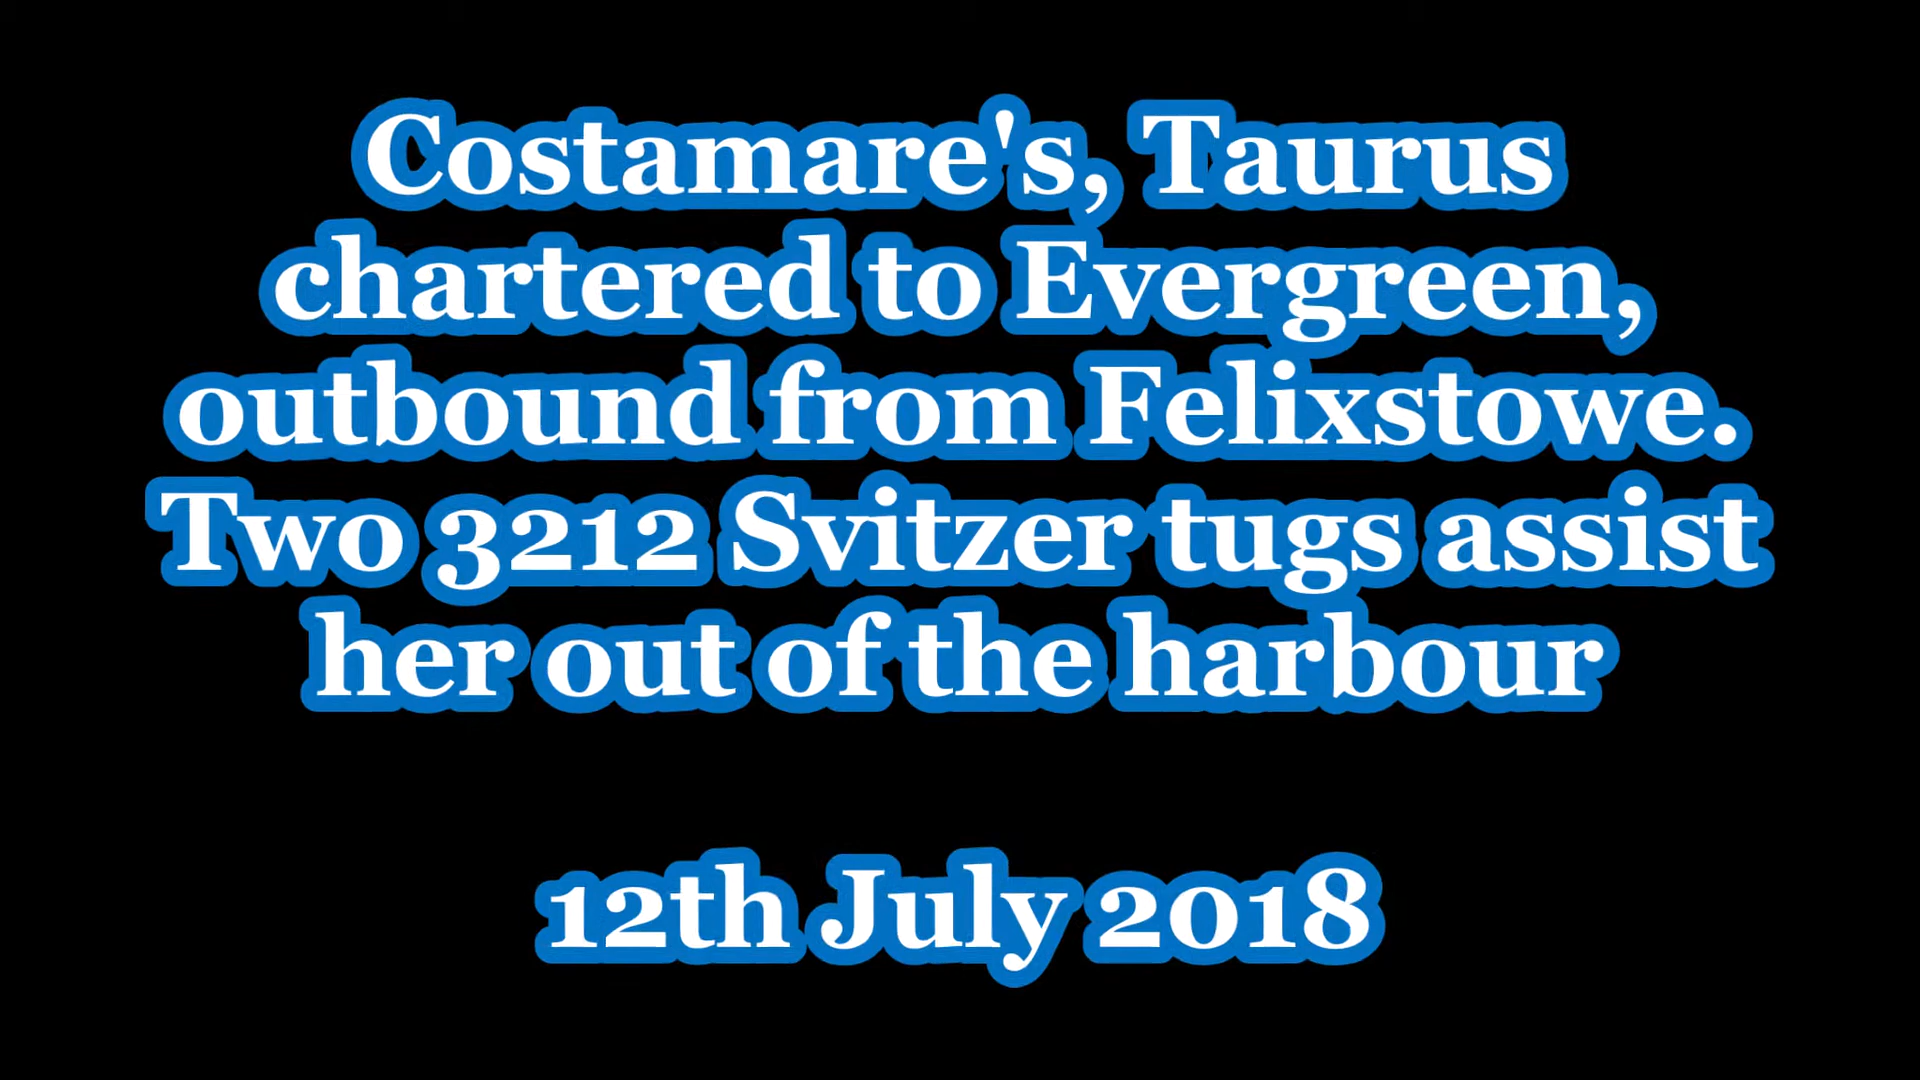 Costamare's, Taurus
chartered to Evergreen,
outbound from Felixstowe.
Two 3212 Svitzer tugs assist
her out of the harbour
12th July 2018